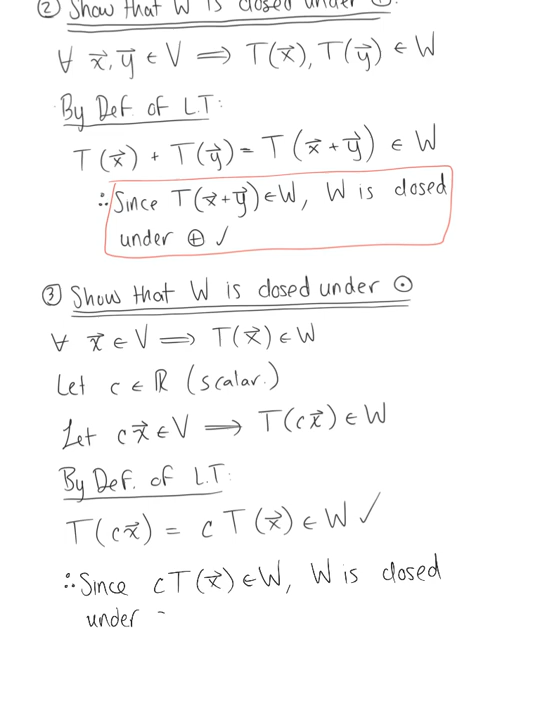 ② Show that W is closed under ⊕.
∀ x⃗, y⃗ ∈ V ⟹ T(x⃗), T(y⃗) ∈ W
By Def. of L.T:
T(x⃗) + T(y⃗) = T(x⃗ + y⃗) ∈ W
∴ Since T(x⃗+y⃗) ∈ W, W is closed
under ⊕ ✓
③ Show that W is closed under ⊙
∀ x⃗ ∈ V ⟹ T(x⃗) ∈ W
Let c ∈ ℝ (scalar.)
Let cx⃗ ∈ V ⟹ T(cx⃗) ∈ W
By Def. of L.T:
T(cx⃗) = c T(x⃗) ∈ W ✓
∴ Since cT(x⃗) ∈ W, W is closed
under -